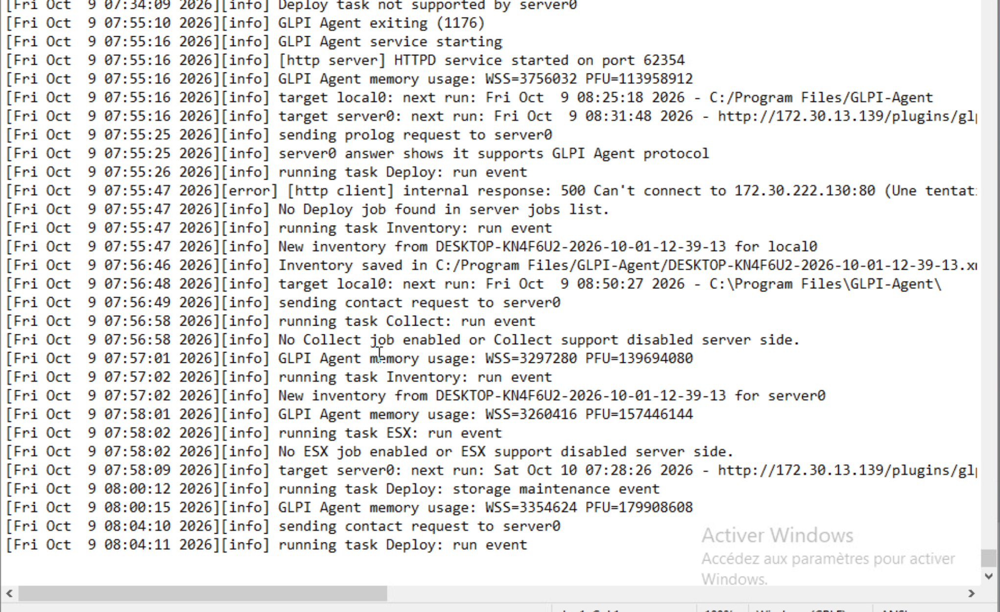 [Fri Oct  9 07:34:09 2026][info] Deploy task not supported by server0
[Fri Oct  9 07:55:10 2026][info] GLPI Agent exiting (1176)
[Fri Oct  9 07:55:16 2026][info] GLPI Agent service starting
[Fri Oct  9 07:55:16 2026][info] [http server] HTTPD service started on port 62354
[Fri Oct  9 07:55:16 2026][info] GLPI Agent memory usage: WSS=3756032 PFU=113958912
[Fri Oct  9 07:55:16 2026][info] target local0: next run: Fri Oct  9 08:25:18 2026 - C:/Program Files/GLPI-Agent
[Fri Oct  9 07:55:16 2026][info] target server0: next run: Fri Oct  9 08:31:48 2026 - http://172.30.13.139/plugins/glp
[Fri Oct  9 07:55:25 2026][info] sending prolog request to server0
[Fri Oct  9 07:55:25 2026][info] server0 answer shows it supports GLPI Agent protocol
[Fri Oct  9 07:55:26 2026][info] running task Deploy: run event
[Fri Oct  9 07:55:47 2026][error] [http client] internal response: 500 Can't connect to 172.30.222.130:80 (Une tentati
[Fri Oct  9 07:55:47 2026][info] No Deploy job found in server jobs list.
[Fri Oct  9 07:55:47 2026][info] running task Inventory: run event
[Fri Oct  9 07:55:47 2026][info] New inventory from DESKTOP-KN4F6U2-2026-10-01-12-39-13 for local0
[Fri Oct  9 07:56:46 2026][info] Inventory saved in C:/Program Files/GLPI-Agent/DESKTOP-KN4F6U2-2026-10-01-12-39-13.xm
[Fri Oct  9 07:56:48 2026][info] target local0: next run: Fri Oct  9 08:50:27 2026 - C:\Program Files\GLPI-Agent\
[Fri Oct  9 07:56:49 2026][info] sending contact request to server0
[Fri Oct  9 07:56:58 2026][info] running task Collect: run event
[Fri Oct  9 07:56:58 2026][info] No Collect job enabled or Collect support disabled server side.
[Fri Oct  9 07:57:01 2026][info] GLPI Agent memory usage: WSS=3297280 PFU=139694080
[Fri Oct  9 07:57:02 2026][info] running task Inventory: run event
[Fri Oct  9 07:57:02 2026][info] New inventory from DESKTOP-KN4F6U2-2026-10-01-12-39-13 for server0
[Fri Oct  9 07:58:01 2026][info] GLPI Agent memory usage: WSS=3260416 PFU=157446144
[Fri Oct  9 07:58:02 2026][info] running task ESX: run event
[Fri Oct  9 07:58:02 2026][info] No ESX job enabled or ESX support disabled server side.
[Fri Oct  9 07:58:09 2026][info] target server0: next run: Sat Oct 10 07:28:26 2026 - http://172.30.13.139/plugins/glp
[Fri Oct  9 08:00:12 2026][info] running task Deploy: storage maintenance event
[Fri Oct  9 08:00:15 2026][info] GLPI Agent memory usage: WSS=3354624 PFU=179908608
[Fri Oct  9 08:04:10 2026][info] sending contact request to server0
[Fri Oct  9 08:04:11 2026][info] running task Deploy: run event
Activer Windows
Accédez aux paramètres pour activer
Windows.